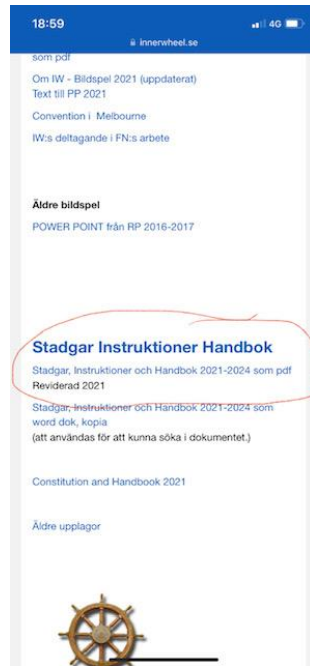 18:59
4G
innerwheel.se
som pdf
Om IW - Bildspel 2021 (uppdaterat)
Text till PP 2021
Convention i  Melbourne
IW:s deltagande i FN:s arbete
Äldre bildspel
POWER POINT från RP 2016-2017
Stadgar Instruktioner Handbok
Stadgar, Instruktioner och Handbok 2021-2024 som pdf
Reviderad 2021
Stadgar, Instruktioner och Handbok 2021-2024 som
word dok, kopia
(att användas för att kunna söka i dokumentet.)
Constitution and Handbook 2021
Äldre upplagor